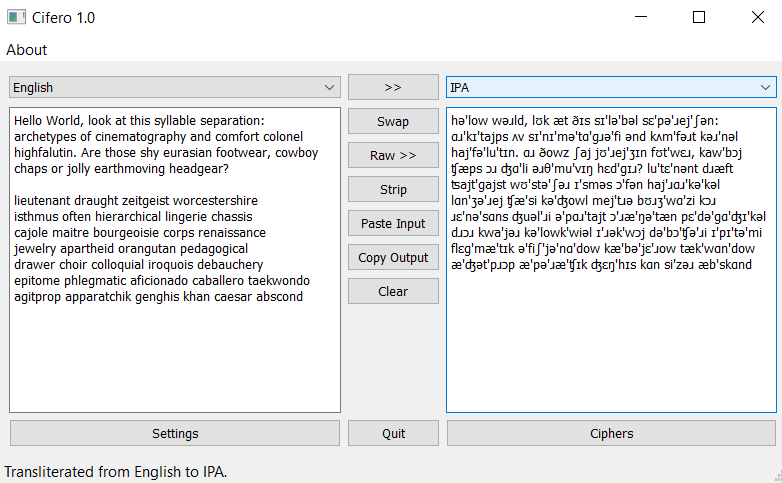 Cifero 1.0
About
English
>>
IPA
Hello World, look at this syllable separation:
archetypes of cinematography and comfort colonel
highfalutin. Are those shy eurasian footwear, cowboy
chaps or jolly earthmoving headgear?
lieutenant draught zeitgeist worcestershire
isthmus often hierarchical lingerie chassis
cajole maitre bourgeoisie corps renaissance
jewelry apartheid orangutan pedagogical
drawer choir colloquial iroquois debauchery
epitome phlegmatic aficionado caballero taekwondo
agitprop apparatchik genghis khan caesar abscond
Swap
Raw >>
Strip
Paste Input
Copy Output
Clear
həˈlow wəɹld, lʊk æt ðɪs sɪˈləˈbəl sɛˈpəˈɹejˈʃən:
ɑɹˈkɪˈtajps ʌv sɪˈnɪˈməˈtɑˈgɹəˈfi ənd kʌmˈfəɹt kəɹˈnəl
hajˈfəˈluˈtɪn. ɑɹ ðowz ʃaj jʊˈɹejˈʒɪn fʊtˈwɛɹ, kawˈbɔj
ʧæps ɔɹ ʤɑˈli əɹθˈmuˈvɪŋ hɛdˈgɪɹ? luˈtɛˈnənt dɹæft
ʦajtˈgajst wʊˈstəˈʃəɹ ɪˈsməs ɔˈfən hajˈɹɑɹˈkəˈkəl
lɑnˈʒəˈɹej ʧæˈsi kəˈʤowl mejˈtɹə bʊɹʒˈwɑˈzi kɔɹ
ɹɛˈnəˈsɑns ʤuəlˈɹi əˈpɑɹˈtajt ɔˈɹæˈŋəˈtæn pɛˈdəˈgɑˈʤɪˈkəl
dɹɔɹ kwaˈjəɹ kəˈlowkˈwiəl ɪˈɹəkˈwɔj dəˈbɔˈʧəˈɹi ɪˈpɪˈtəˈmi
flɛgˈmæˈtɪk əˈfiʃˈjəˈnɑˈdow kæˈbəˈjɛˈɹow tækˈwɑnˈdow
æˈʤətˈpɹɔp æˈpəˈɹæˈʧɪk ʤɛŋˈhɪs kɑn siˈzəɹ æbˈskɑnd
Settings
Quit
Ciphers
Transliterated from English to IPA.